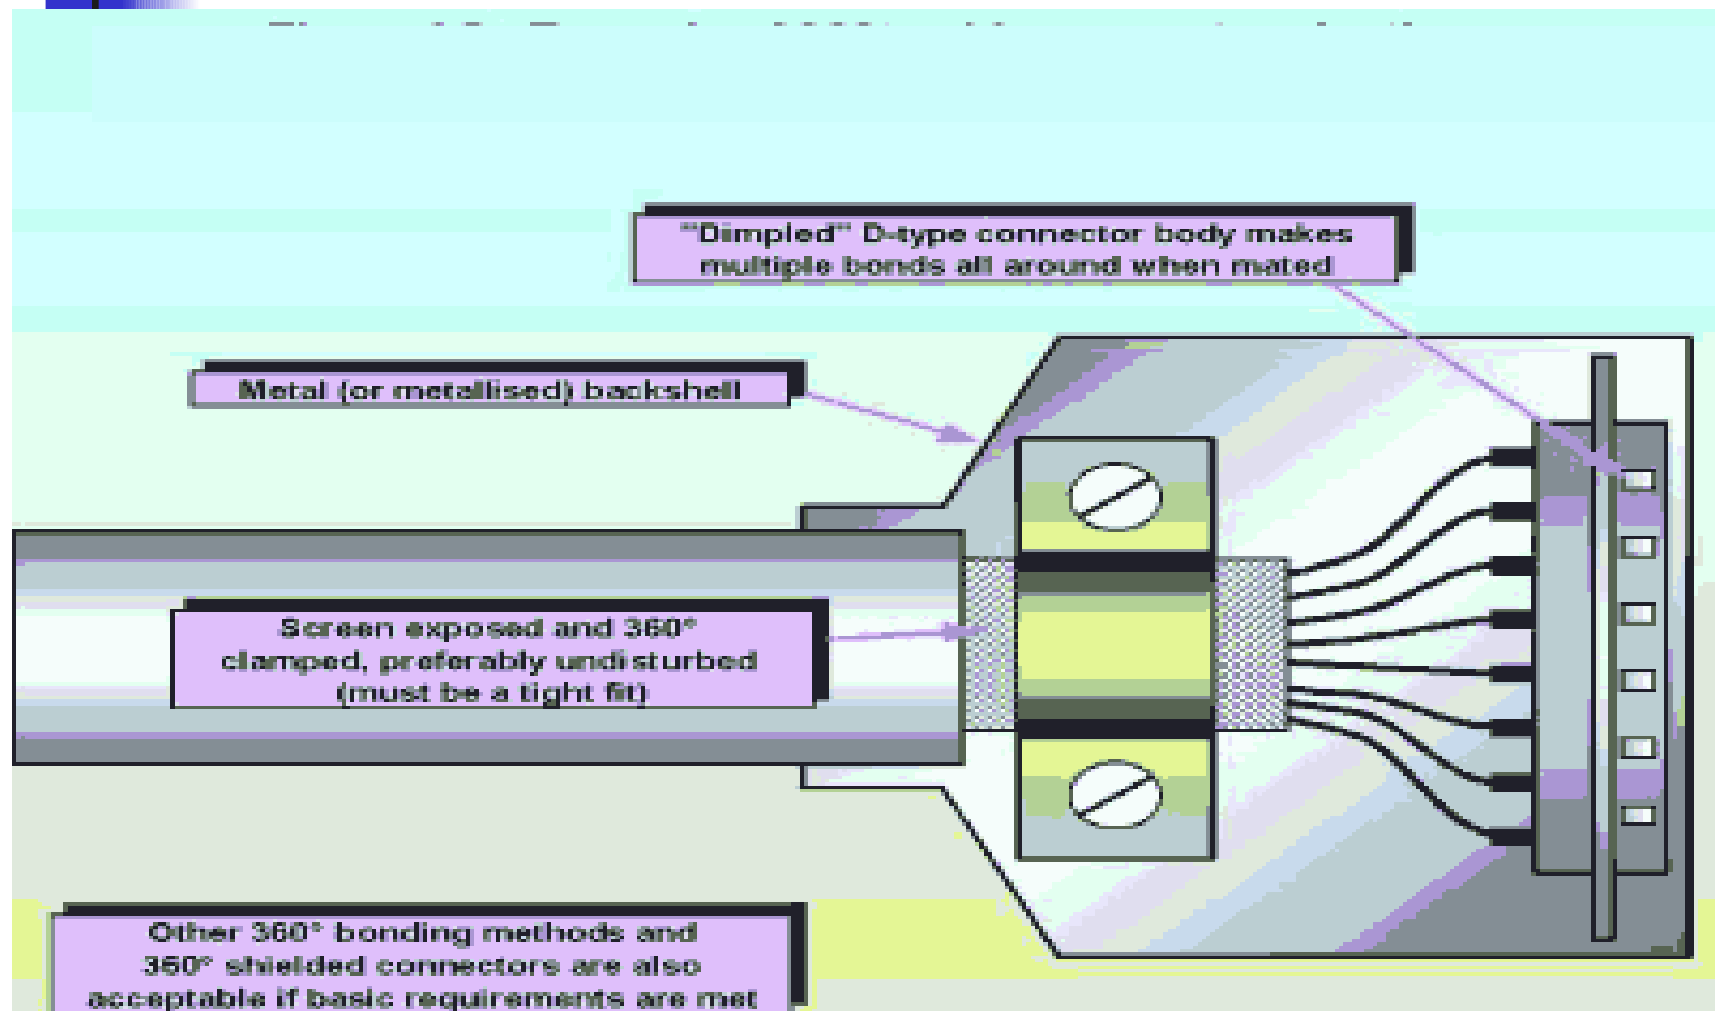 "Dimpled" D-type connector body makes
multiple bonds all around when mated
Metal (or metallised) backshell
Screen exposed and 360°
clamped, preferably undisturbed
(must be a tight fit)
Other 360° bonding methods and
360° shielded connectors are also
acceptable if basic requirements are met